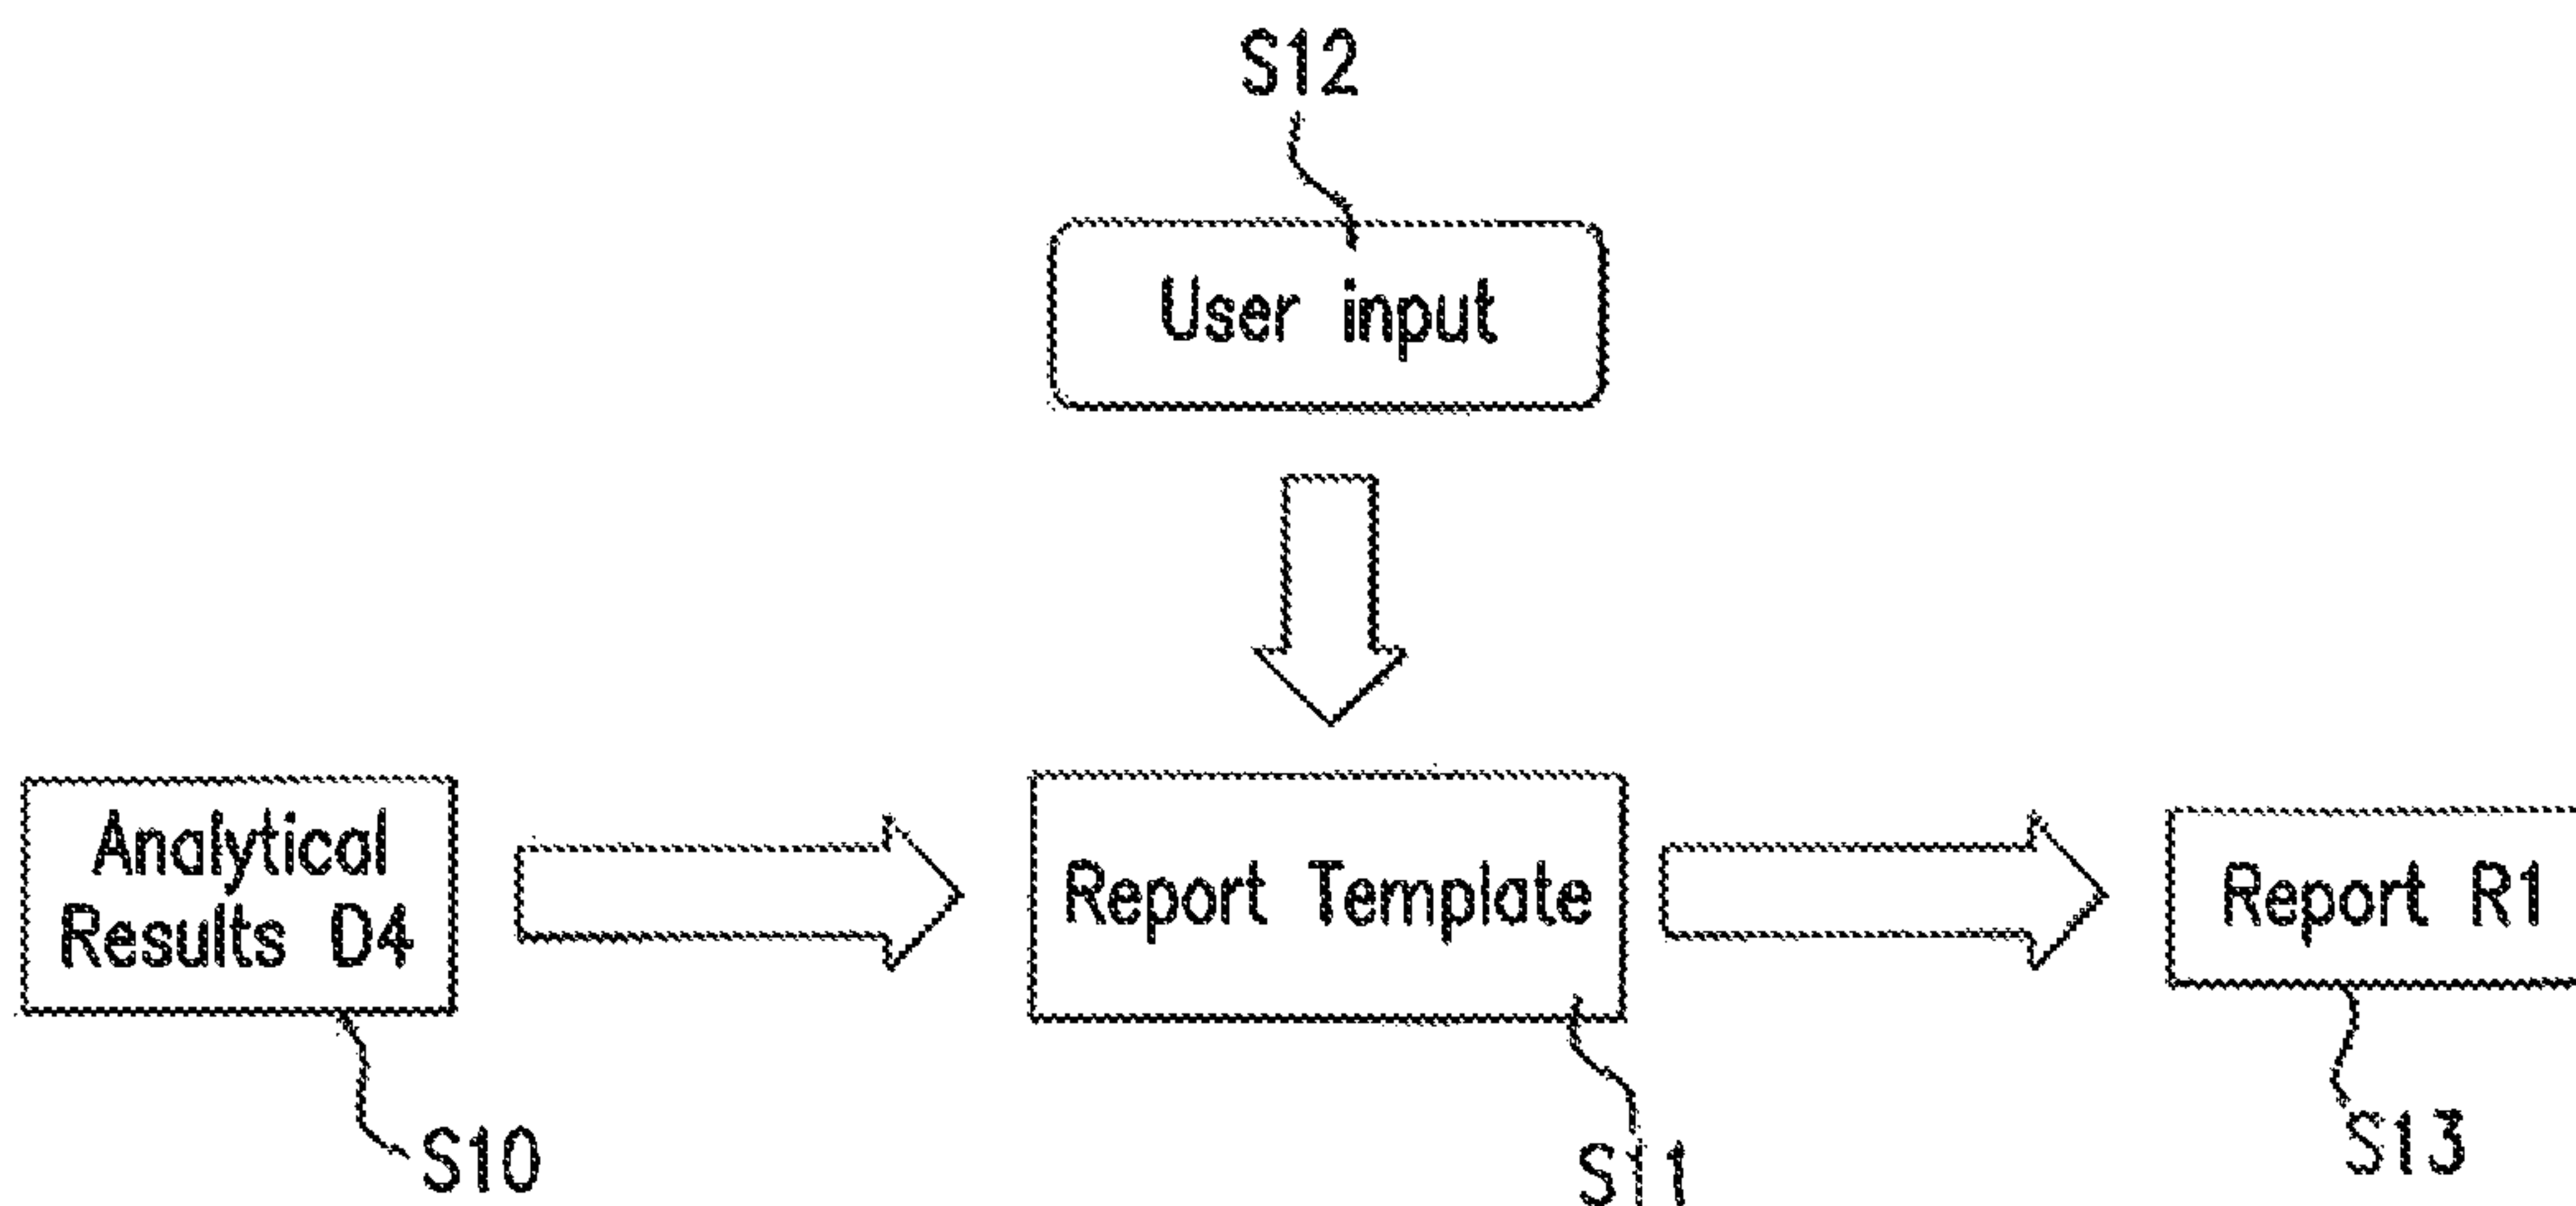 S12
User input
Analytical
Results D4
Report Template
Report R1
S10
S11
S13